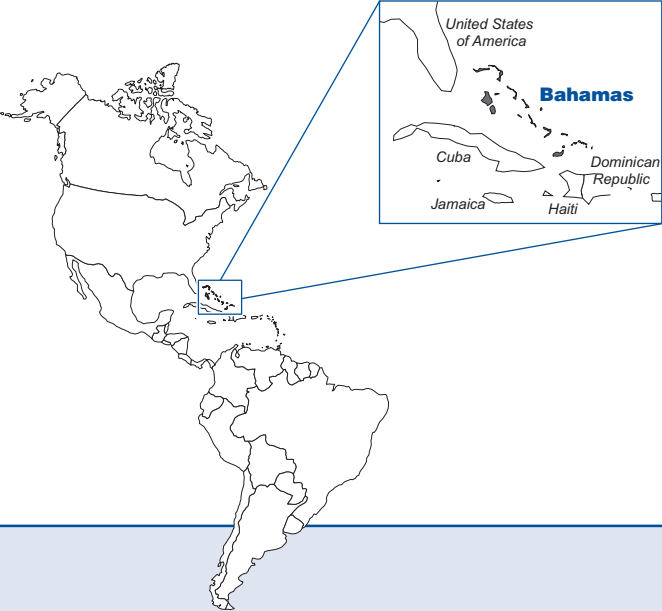 United States
of America
Bahamas
Cuba
Dominican
Republic
Jamaica
Haiti